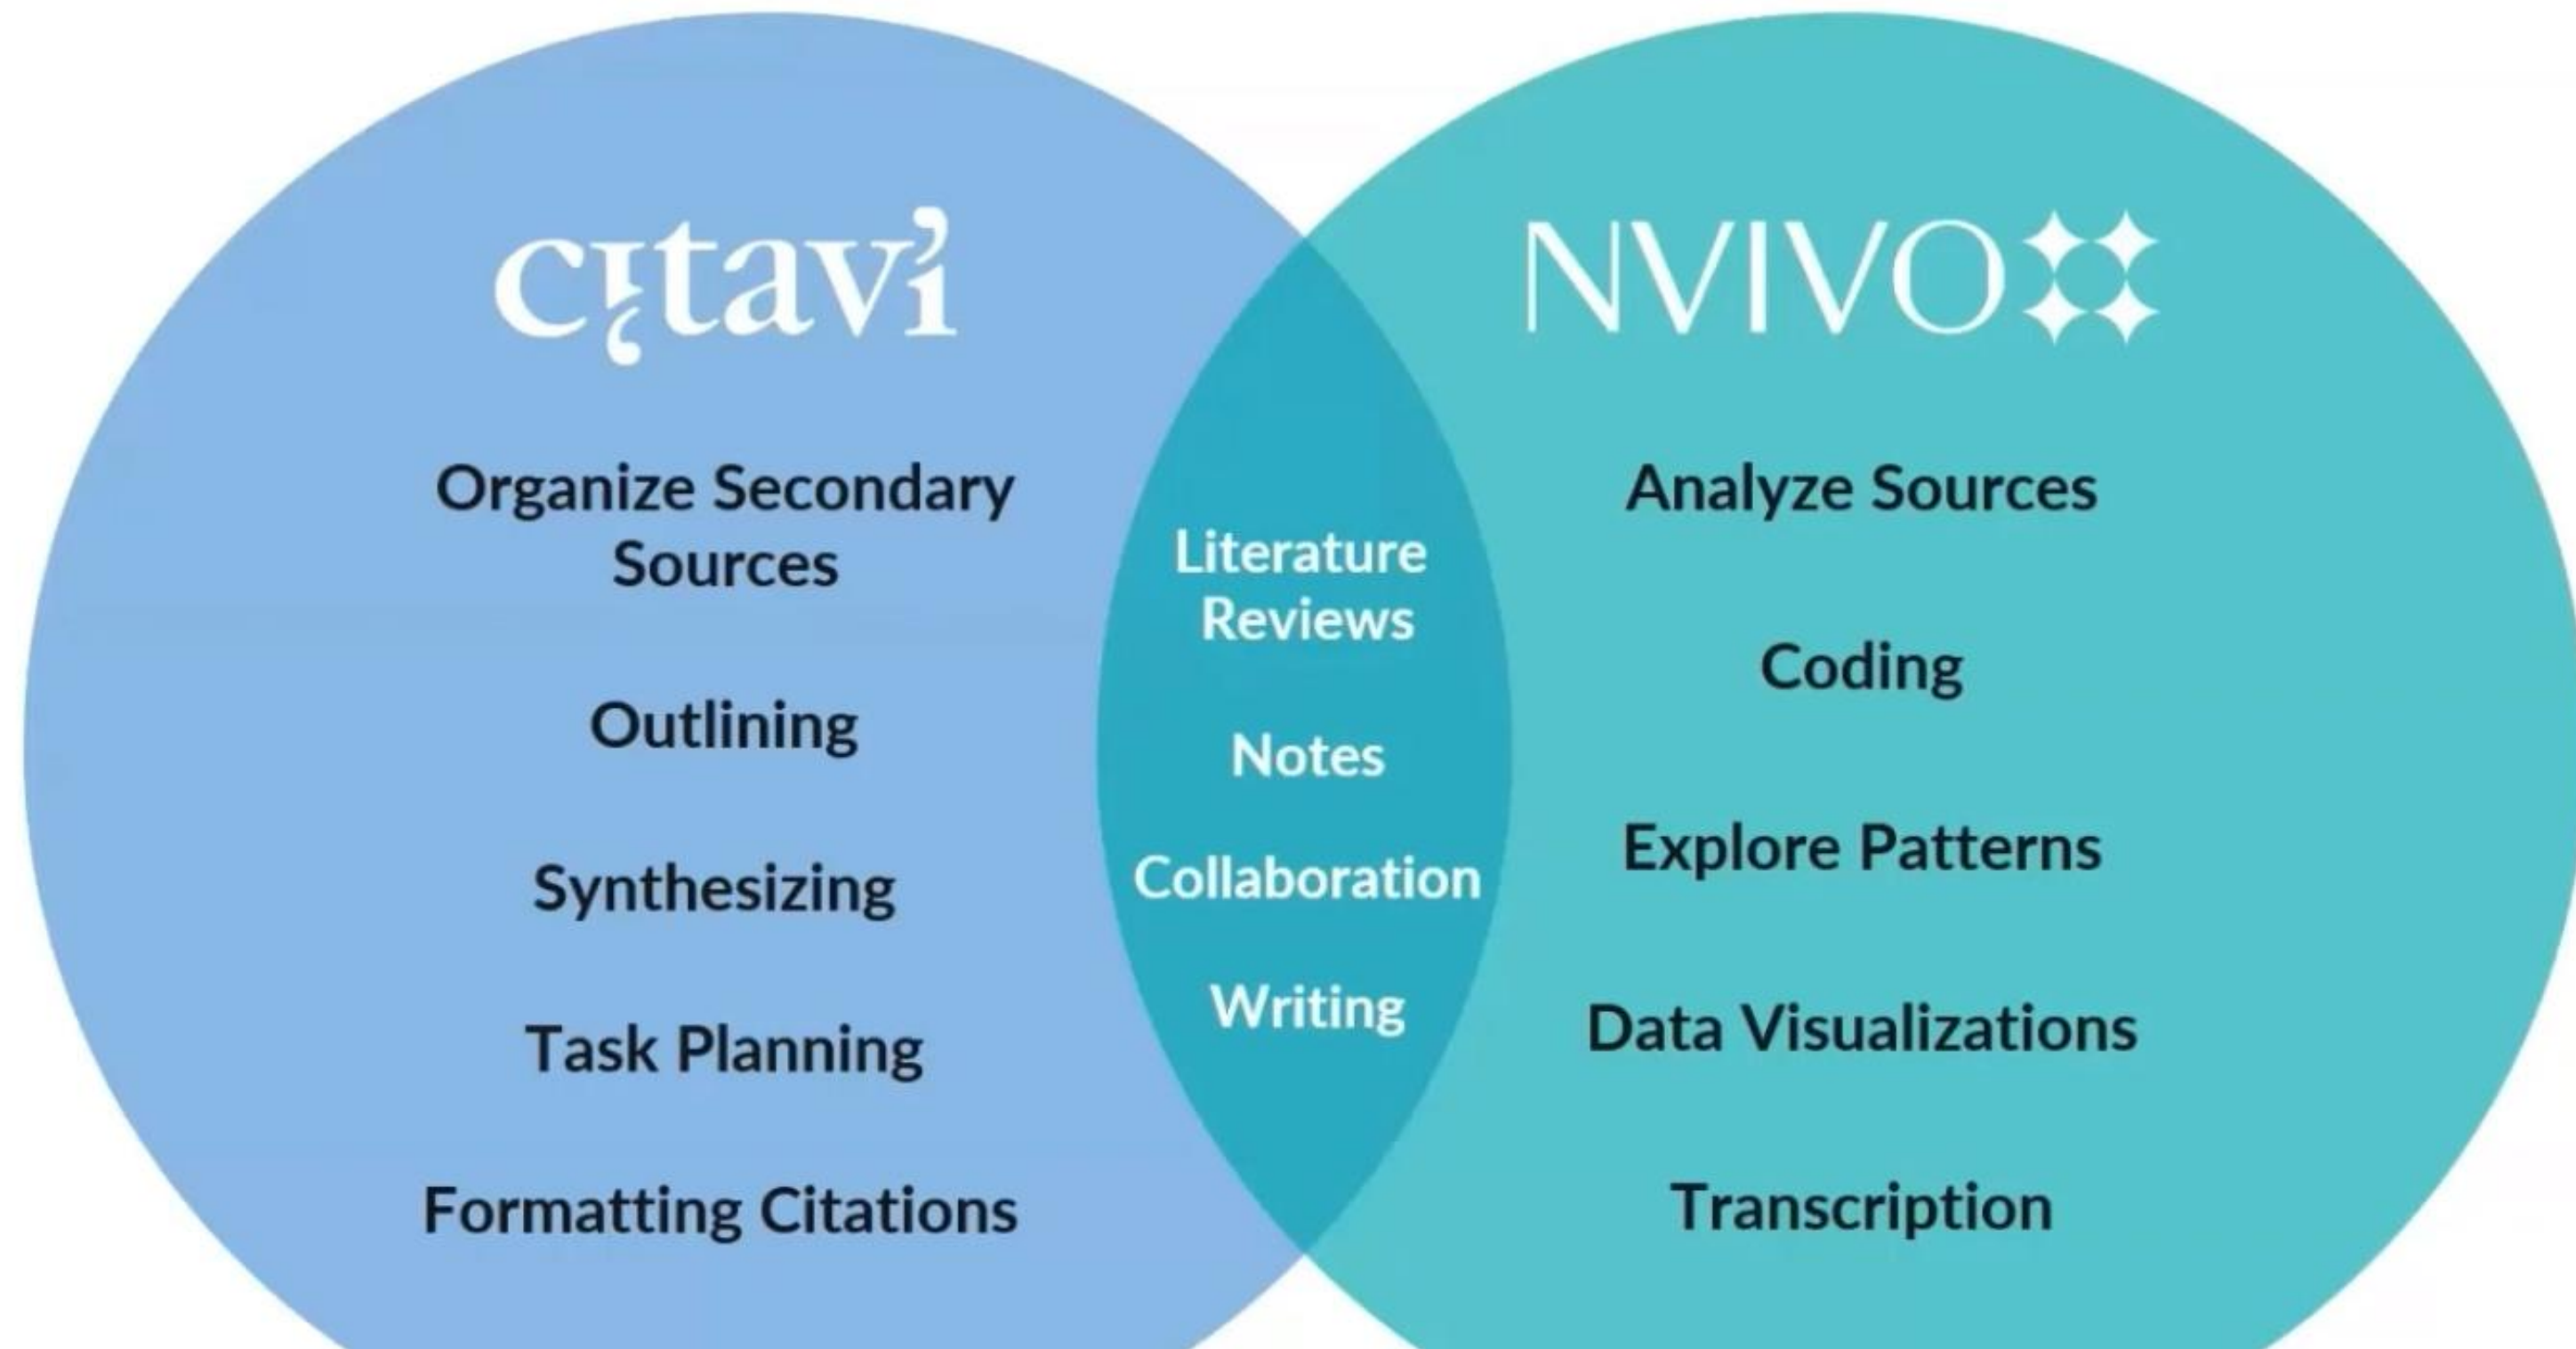 citavi
Organize Secondary
Sources
Outlining
Synthesizing
Task Planning
Formatting Citations
Literature
Reviews
Notes
Collaboration
Writing
NVIVO
Analyze Sources
Coding
Explore Patterns
Data Visualizations
Transcription